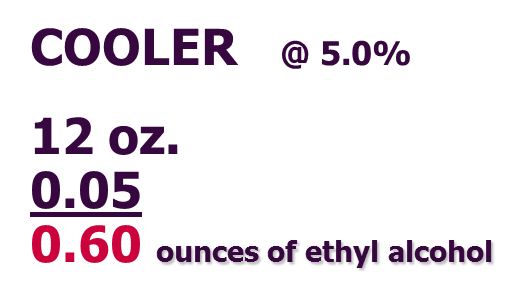 COOLER @ 5.0%
12 oz.
0.05
0.60 ounces of ethyl alcohol